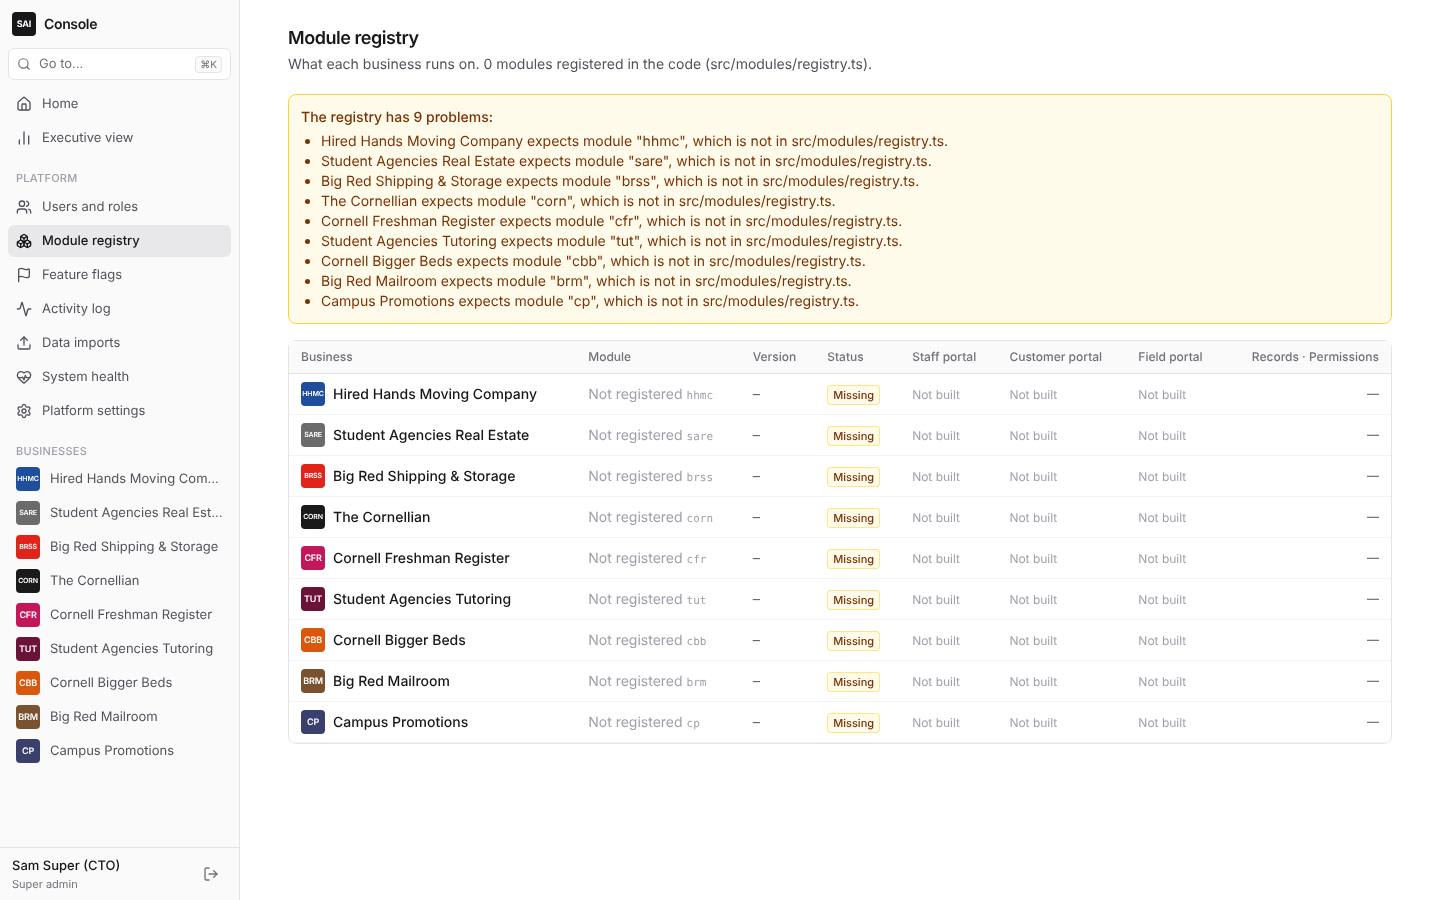 SAI Console
Go to... ⌘K
Home
Executive view
PLATFORM
Users and roles
Module registry
Feature flags
Activity log
Data imports
System health
Platform settings
BUSINESSES
HHMC Hired Hands Moving Com...
SARE Student Agencies Real Est...
BRSS Big Red Shipping & Storage
CORN The Cornellian
CFR Cornell Freshman Register
TUT Student Agencies Tutoring
CBB Cornell Bigger Beds
BRM Big Red Mailroom
CP Campus Promotions
Sam Super (CTO)
Super admin
Module registry
What each business runs on. 0 modules registered in the code (src/modules/registry.ts).
The registry has 9 problems:
• Hired Hands Moving Company expects module "hhmc", which is not in src/modules/registry.ts.
• Student Agencies Real Estate expects module "sare", which is not in src/modules/registry.ts.
• Big Red Shipping & Storage expects module "brss", which is not in src/modules/registry.ts.
• The Cornellian expects module "corn", which is not in src/modules/registry.ts.
• Cornell Freshman Register expects module "cfr", which is not in src/modules/registry.ts.
• Student Agencies Tutoring expects module "tut", which is not in src/modules/registry.ts.
• Cornell Bigger Beds expects module "cbb", which is not in src/modules/registry.ts.
• Big Red Mailroom expects module "brm", which is not in src/modules/registry.ts.
• Campus Promotions expects module "cp", which is not in src/modules/registry.ts.
Business Module Version Status Staff portal Customer portal Field portal Records · Permissions
HHMC Hired Hands Moving Company Not registered hhmc – Missing Not built Not built Not built —
SARE Student Agencies Real Estate Not registered sare – Missing Not built Not built Not built —
BRSS Big Red Shipping & Storage Not registered brss – Missing Not built Not built Not built —
CORN The Cornellian Not registered corn – Missing Not built Not built Not built —
CFR Cornell Freshman Register Not registered cfr – Missing Not built Not built Not built —
TUT Student Agencies Tutoring Not registered tut – Missing Not built Not built Not built —
CBB Cornell Bigger Beds Not registered cbb – Missing Not built Not built Not built —
BRM Big Red Mailroom Not registered brm – Missing Not built Not built Not built —
CP Campus Promotions Not registered cp – Missing Not built Not built Not built —